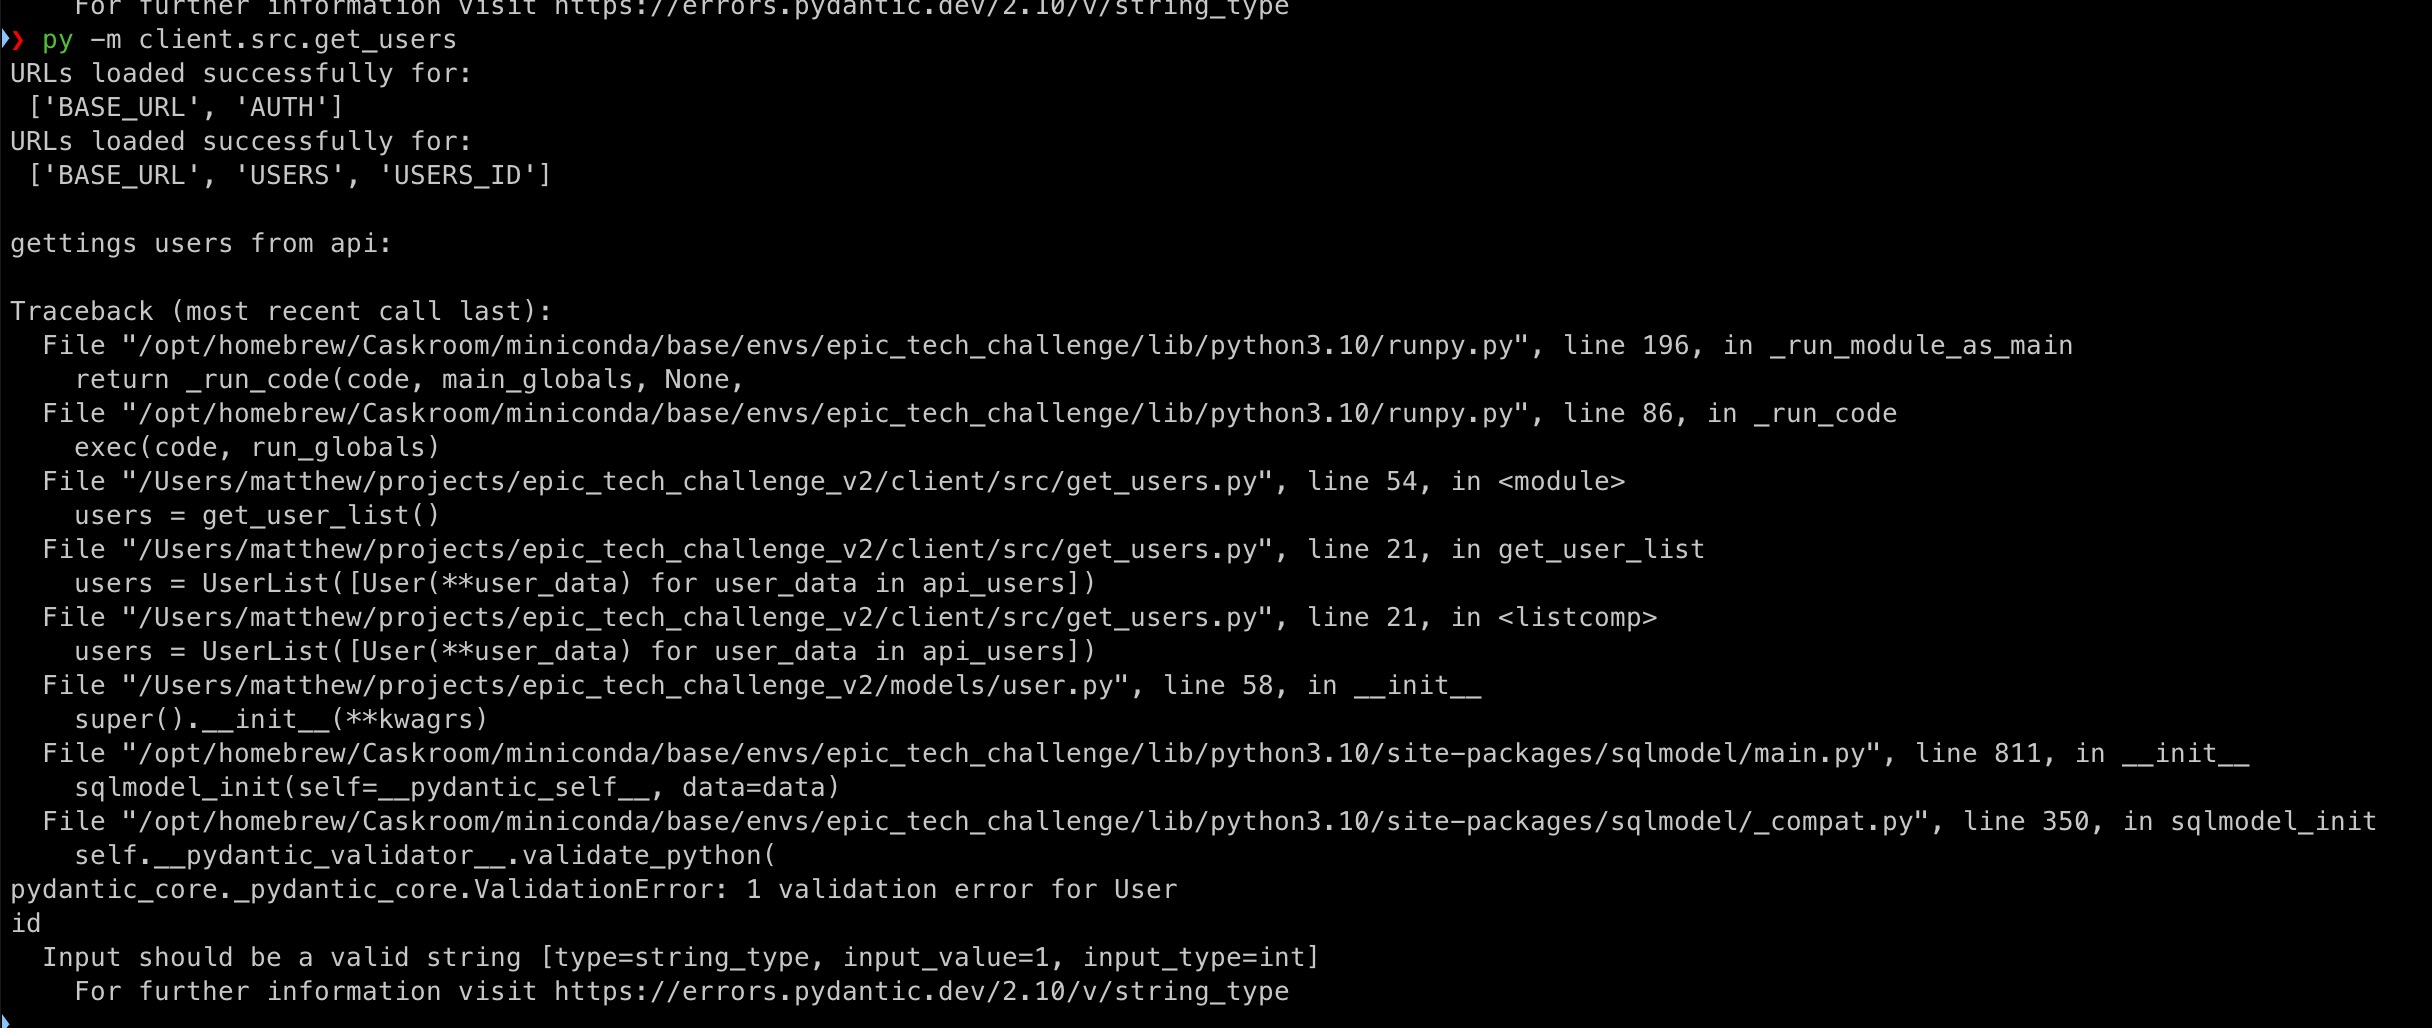 For further information visit https://errors.pydantic.dev/2.10/v/string_type
❯ py -m client.src.get_users
URLs loaded successfully for:
 ['BASE_URL', 'AUTH']
URLs loaded successfully for:
 ['BASE_URL', 'USERS', 'USERS_ID']

gettings users from api:

Traceback (most recent call last):
  File "/opt/homebrew/Caskroom/miniconda/base/envs/epic_tech_challenge/lib/python3.10/runpy.py", line 196, in _run_module_as_main
    return _run_code(code, main_globals, None,
  File "/opt/homebrew/Caskroom/miniconda/base/envs/epic_tech_challenge/lib/python3.10/runpy.py", line 86, in _run_code
    exec(code, run_globals)
  File "/Users/matthew/projects/epic_tech_challenge_v2/client/src/get_users.py", line 54, in <module>
    users = get_user_list()
  File "/Users/matthew/projects/epic_tech_challenge_v2/client/src/get_users.py", line 21, in get_user_list
    users = UserList([User(**user_data) for user_data in api_users])
  File "/Users/matthew/projects/epic_tech_challenge_v2/client/src/get_users.py", line 21, in <listcomp>
    users = UserList([User(**user_data) for user_data in api_users])
  File "/Users/matthew/projects/epic_tech_challenge_v2/models/user.py", line 58, in __init__
    super().__init__(**kwagrs)
  File "/opt/homebrew/Caskroom/miniconda/base/envs/epic_tech_challenge/lib/python3.10/site-packages/sqlmodel/main.py", line 811, in __init__
    sqlmodel_init(self=__pydantic_self__, data=data)
  File "/opt/homebrew/Caskroom/miniconda/base/envs/epic_tech_challenge/lib/python3.10/site-packages/sqlmodel/_compat.py", line 350, in sqlmodel_init
    self.__pydantic_validator__.validate_python(
pydantic_core._pydantic_core.ValidationError: 1 validation error for User
id
  Input should be a valid string [type=string_type, input_value=1, input_type=int]
    For further information visit https://errors.pydantic.dev/2.10/v/string_type